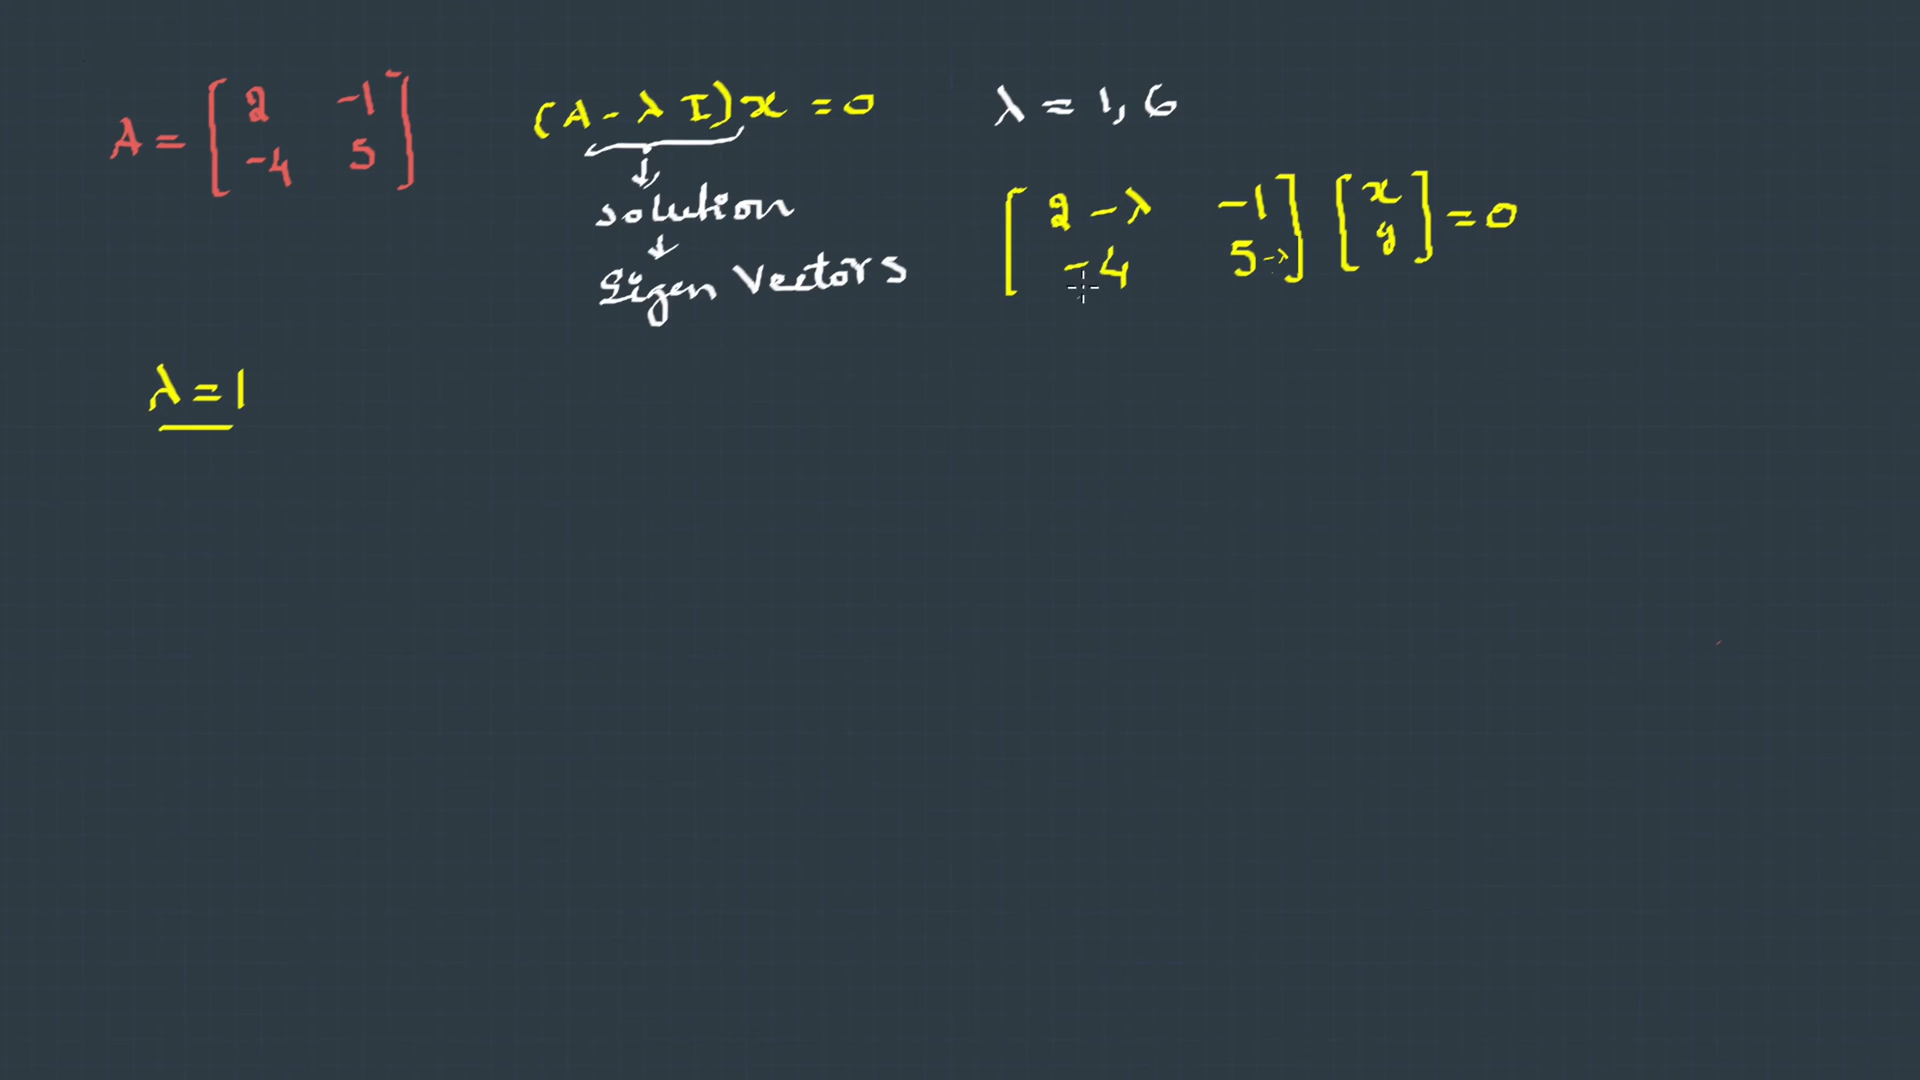 A = [ 2 -1
-4 5 ]
(A - λ I) x = 0
solution
Eigen Vectors
λ = 1, 6
[ 2 - λ -1 ] [ x ] = 0
[ -4 5 - λ ] [ y ]
λ = 1